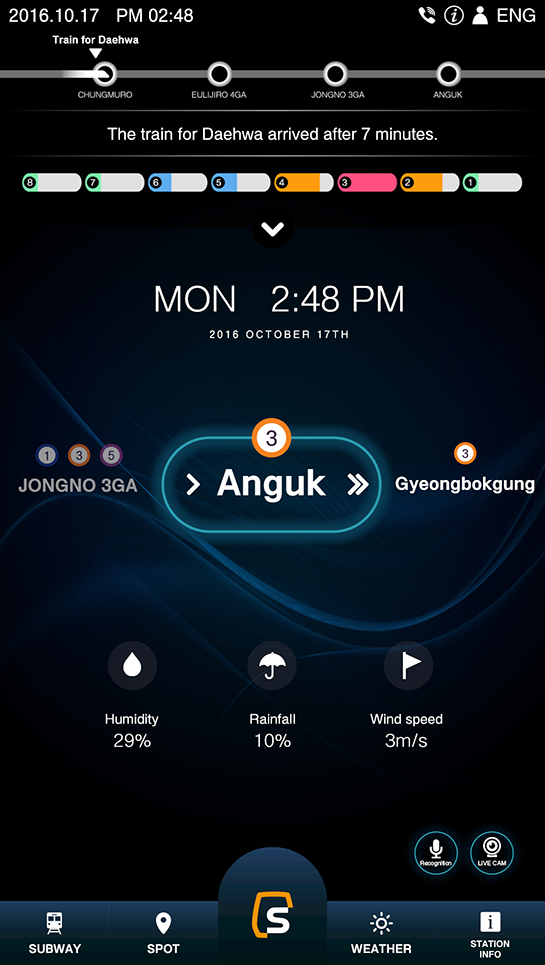 2016.10.17 PM 02:48 ENG
Train for Daehwa
CHUNGMURO EULIJIRO 4GA JONGNO 3GA ANGUK
The train for Daehwa arrived after 7 minutes.
8 7 6 5 4 3 2 1
MON 2:48 PM
2016 OCTOBER 17TH
3
1 3 5 3
JONGNO 3GA Anguk Gyeongbokgung
Humidity Rainfall Wind speed
29% 10% 3m/s
Recognition LIVE CAM
S
SUBWAY SPOT WEATHER STATION INFO